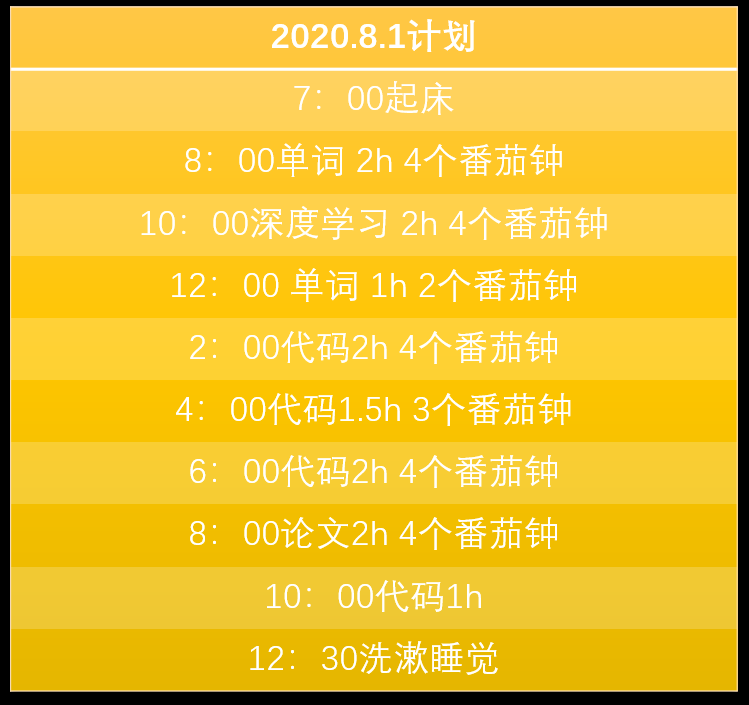 2020.8.1计划
7：00起床
8：00单词 2h 4个番茄钟
10：00深度学习 2h 4个番茄钟
12：00 单词 1h 2个番茄钟
2：00代码2h 4个番茄钟
4：00代码1.5h 3个番茄钟
6：00代码2h 4个番茄钟
8：00论文2h 4个番茄钟
10：00代码1h
12：30洗漱睡觉